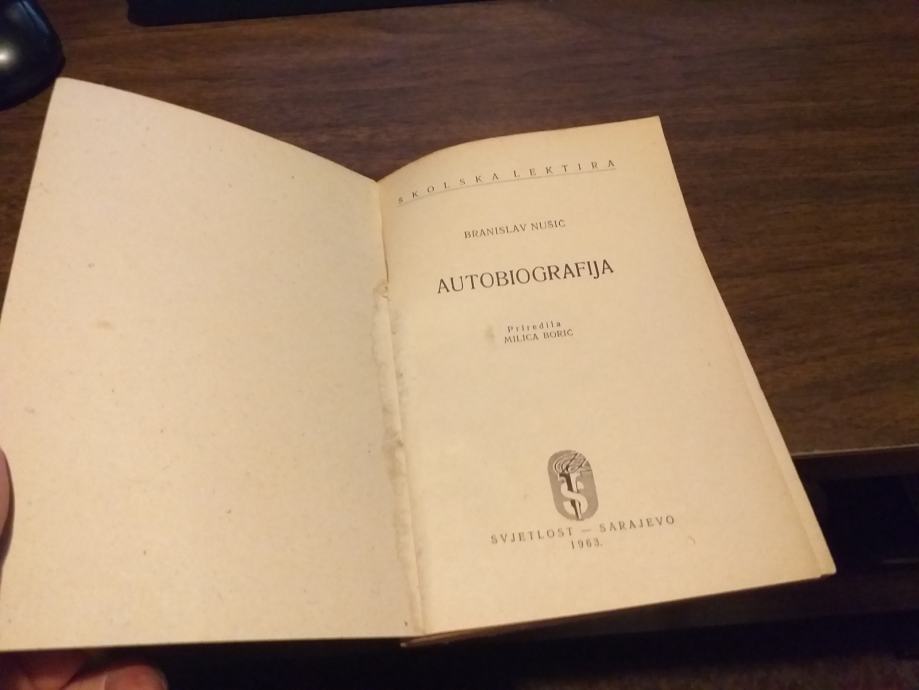 ŠKOLSKA LEKTIRA
BRANISLAV NUŠIĆ
AUTOBIOGRAFIJA
Priredila
MILICA BORIĆ
SVJETLOST — SARAJEVO
1963.